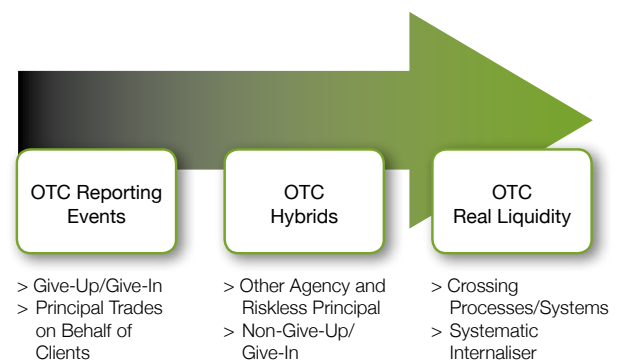 OTC Reporting
Events
OTC
Hybrids
OTC
Real Liquidity
> Give-Up/Give-In
> Principal Trades
on Behalf of
Clients
> Other Agency and
Riskless Principal
> Non-Give-Up/
Give-In
> Crossing
Processes/Systems
> Systematic
Internaliser